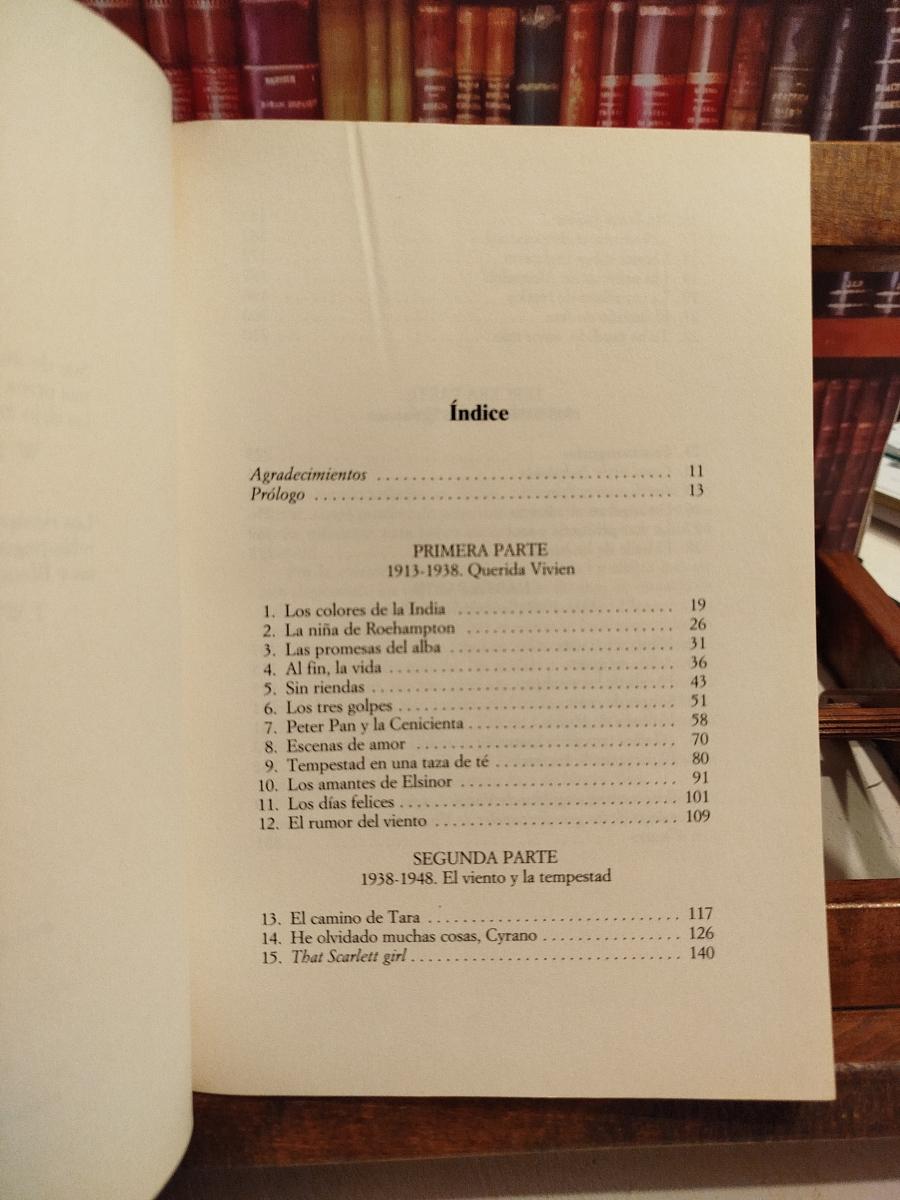 Índice
Agradecimientos .................................. 11
Prólogo .......................................... 13
PRIMERA PARTE
1913-1938. Querida Vivien
1. Los colores de la India ......................... 19
2. La niña de Roehampton ........................ 26
3. Las promesas del alba .......................... 31
4. Al fin, la vida ................................. 36
5. Sin riendas ................................... 43
6. Los tres golpes ................................ 51
7. Peter Pan y la Cenicienta ........................ 58
8. Escenas de amor .............................. 70
9. Tempestad en una taza de té ..................... 80
10. Los amantes de Elsinor ......................... 91
11. Los días felices ................................ 101
12. El rumor del viento ............................ 109
SEGUNDA PARTE
1938-1948. El viento y la tempestad
13. El camino de Tara ............................. 117
14. He olvidado muchas cosas, Cyrano ................ 126
15. That Scarlett girl ............................... 140